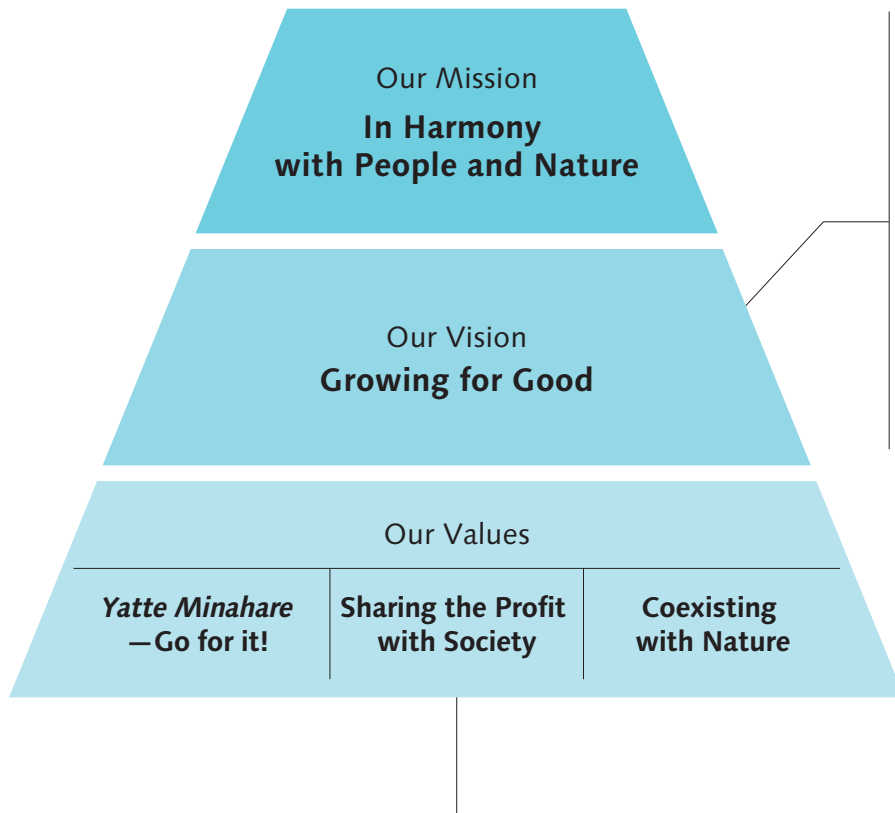 Our Mission
In Harmony
with People and Nature
Our Vision
Growing for Good
Our Values
Yatte Minahare
—Go for it!
Sharing the Profit
with Society
Coexisting
with Nature